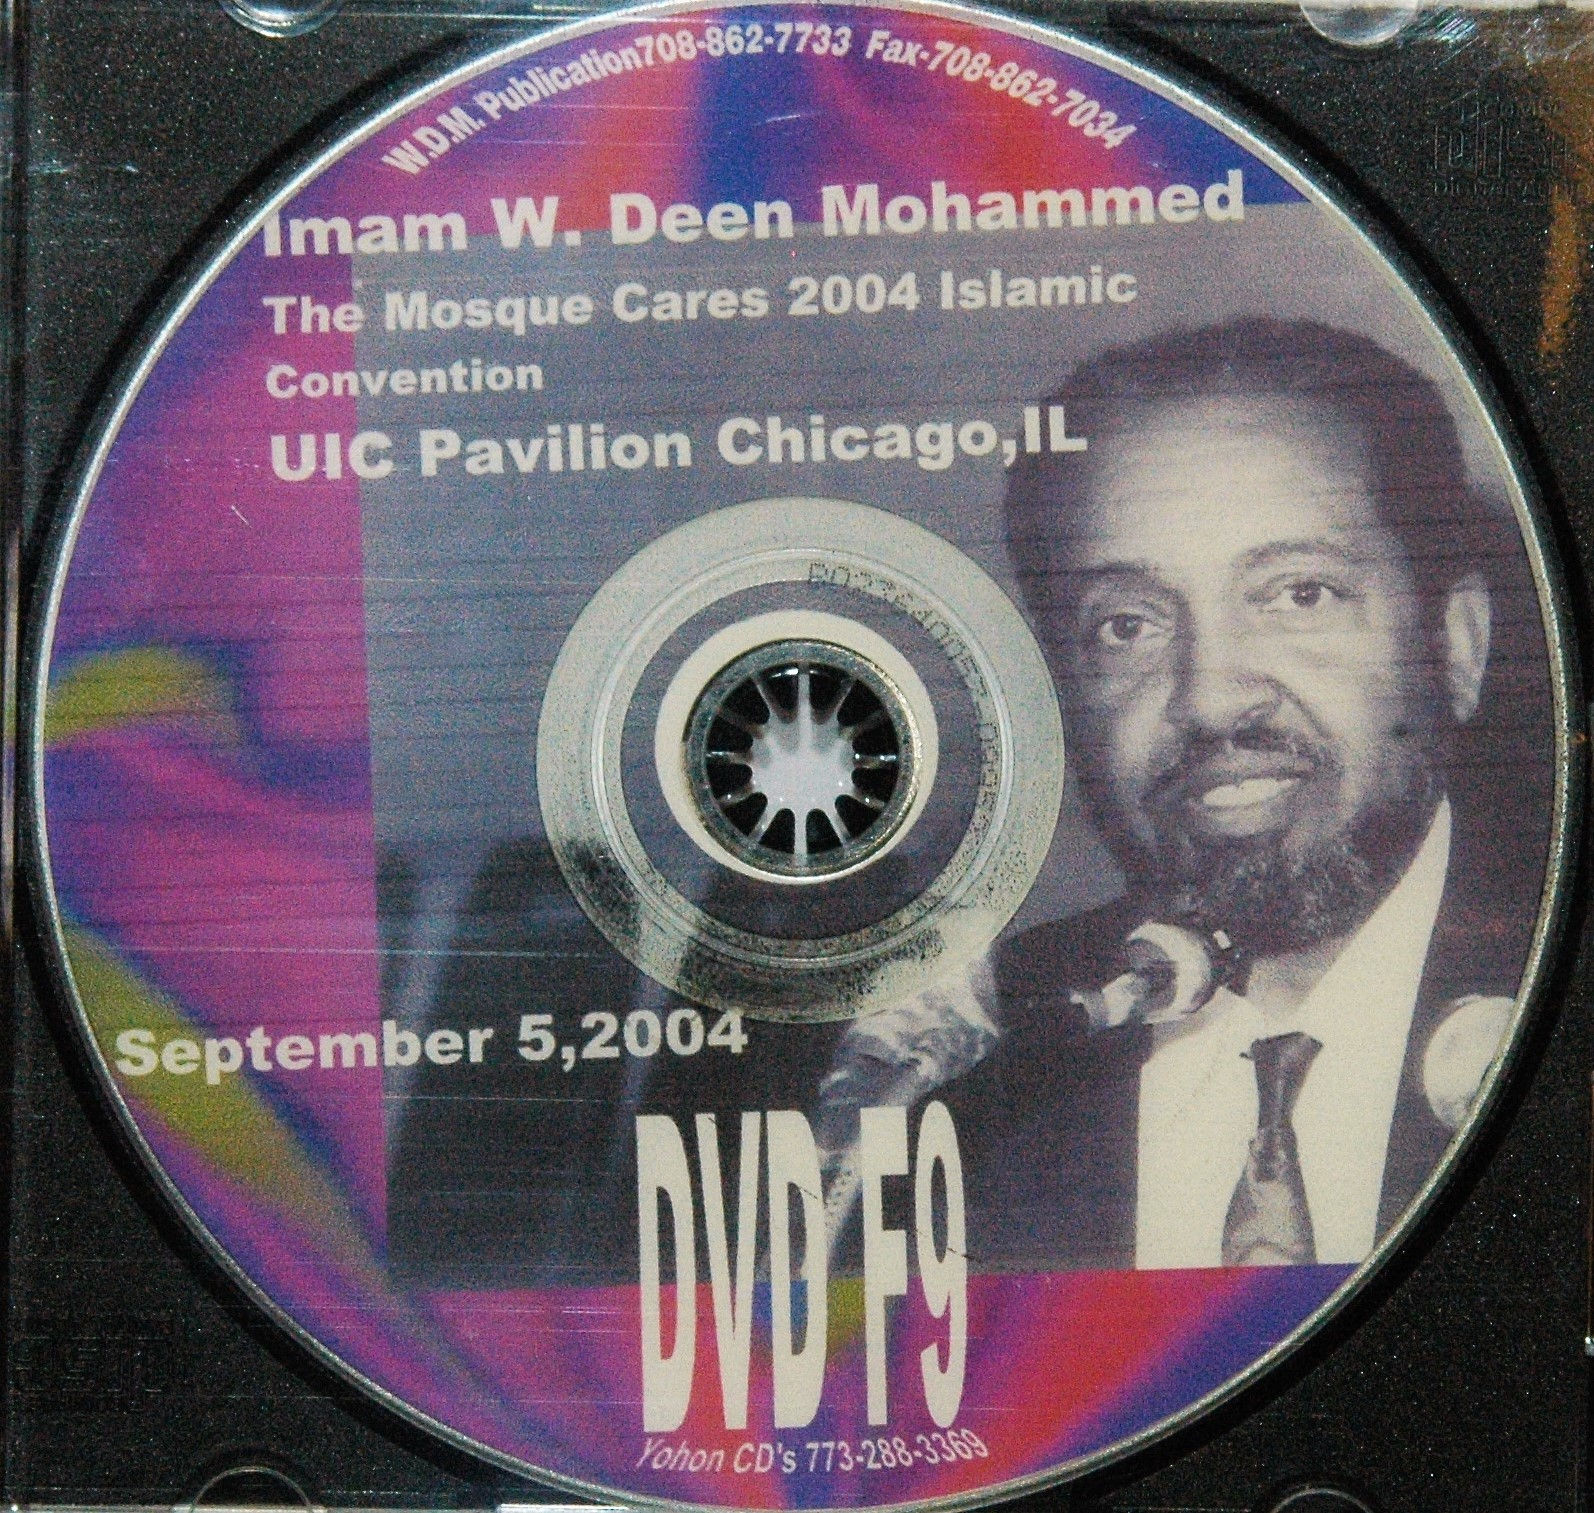 W.D.M. Publication708-862-7733 Fax-708-862-7034
Imam W. Deen Mohammed
The Mosque Cares 2004 Islamic
Convention
UIC Pavilion Chicago,IL
September 5,2004
DVD F9
Yohon CD's 773-288-3369